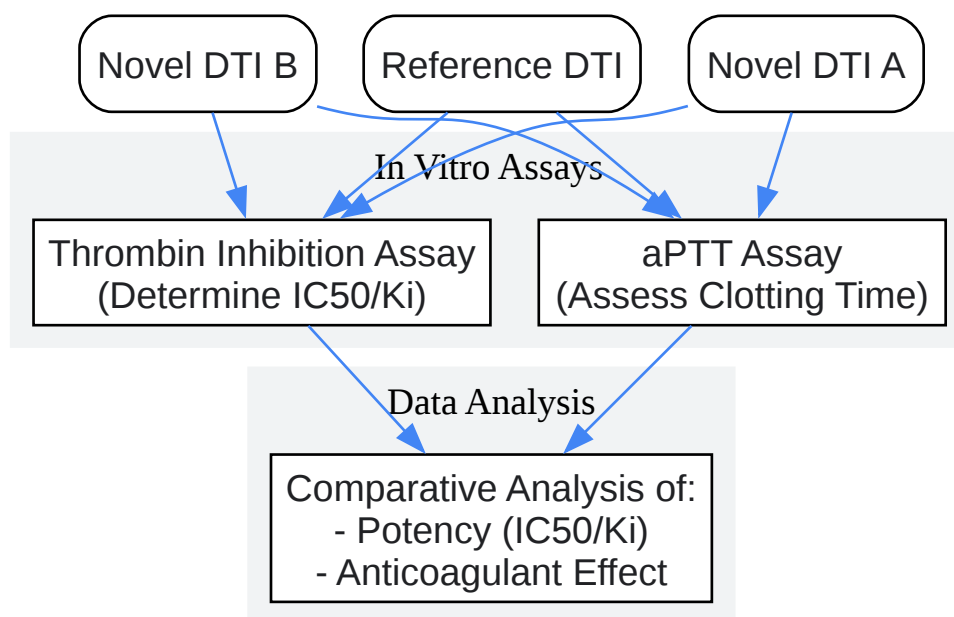 Novel DTI B
Reference DTI
Novel DTI A
In Vitro Assays
Thrombin Inhibition Assay
(Determine IC50/Ki)
aPTT Assay
(Assess Clotting Time)
Data Analysis
Comparative Analysis of:
- Potency (IC50/Ki)
- Anticoagulant Effect